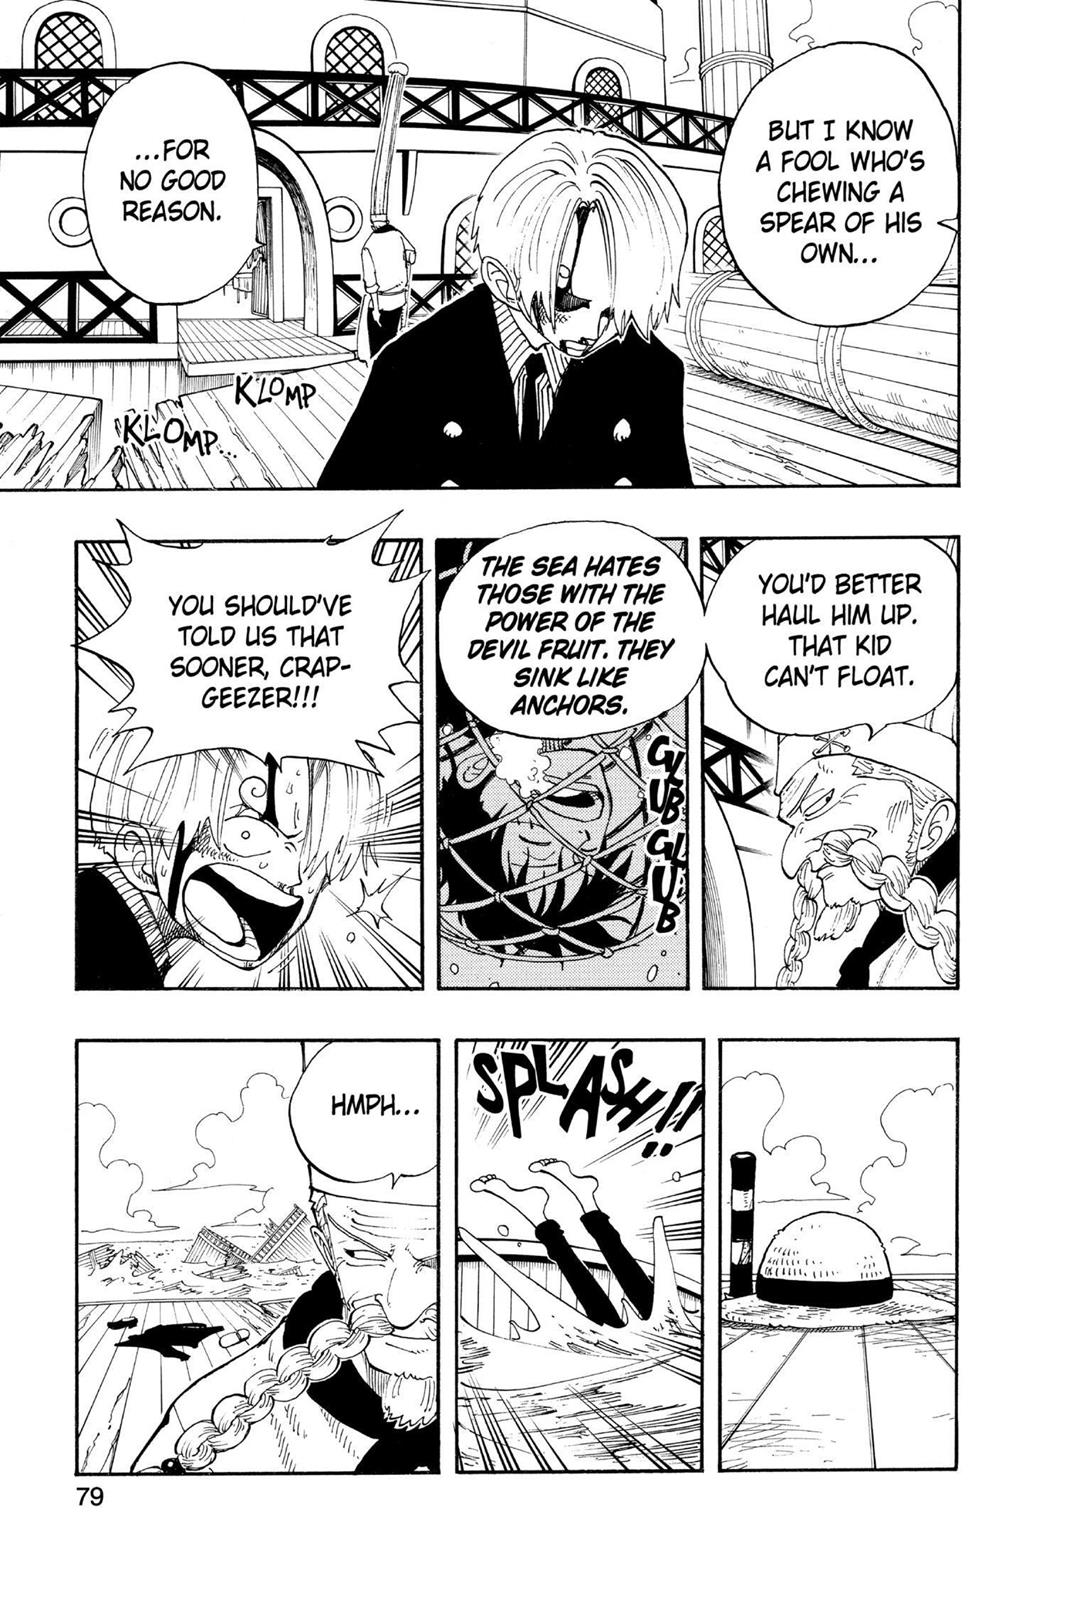 BUT I KNOW
A FOOL WHO'S
CHEWING A
SPEAR OF HIS
OWN...
...FOR
NO GOOD
REASON.
KLOMP
KLOMP...
YOU'D BETTER
HAUL HIM UP.
THAT KID
CAN'T FLOAT.
THE SEA HATES
THOSE WITH THE
POWER OF THE
DEVIL FRUIT. THEY
SINK LIKE
ANCHORS.
GLUB GLUB
YOU SHOULD'VE
TOLD US THAT
SOONER, CRAP-
GEEZER!!!
SPLASH!!
HMPH...
79